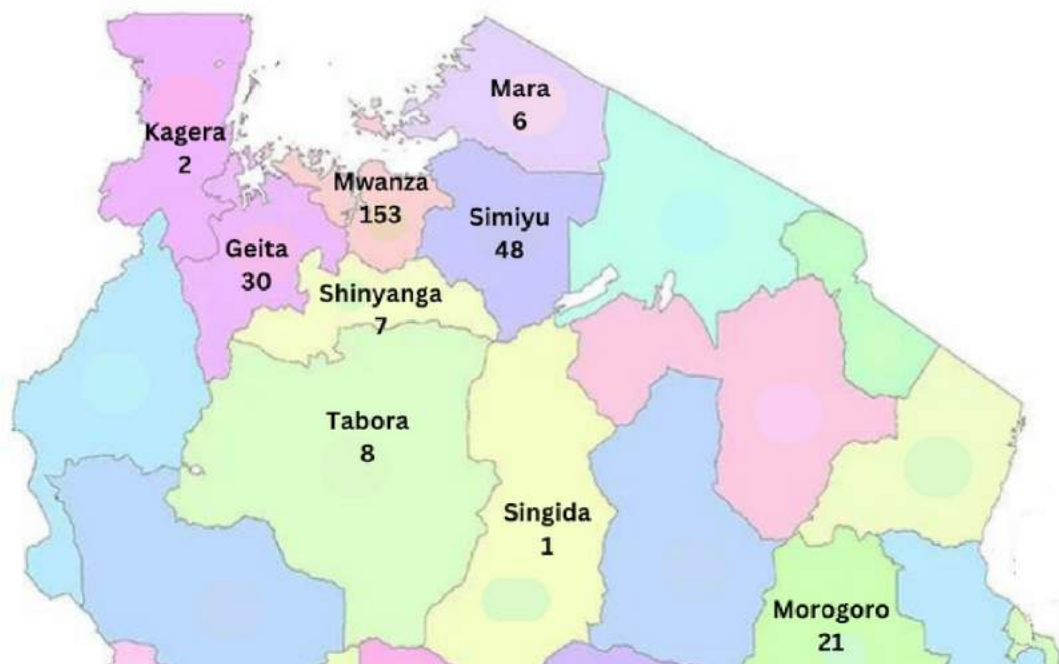 Mara
6
Kagera
2
Mwanza
153
Simiyu
48
Geita
30
Shinyanga
7
Tabora
8
Singida
1
Morogoro
21